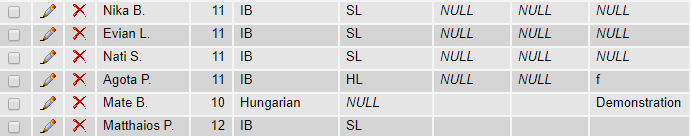 Nika B. 11 IB SL NULL NULL NULL
Evian L. 11 IB SL NULL NULL NULL
Nati S. 11 IB SL NULL NULL NULL
Agota P. 11 IB HL NULL NULL f
Mate B. 10 Hungarian NULL Demonstration
Matthaios P. 12 IB SL